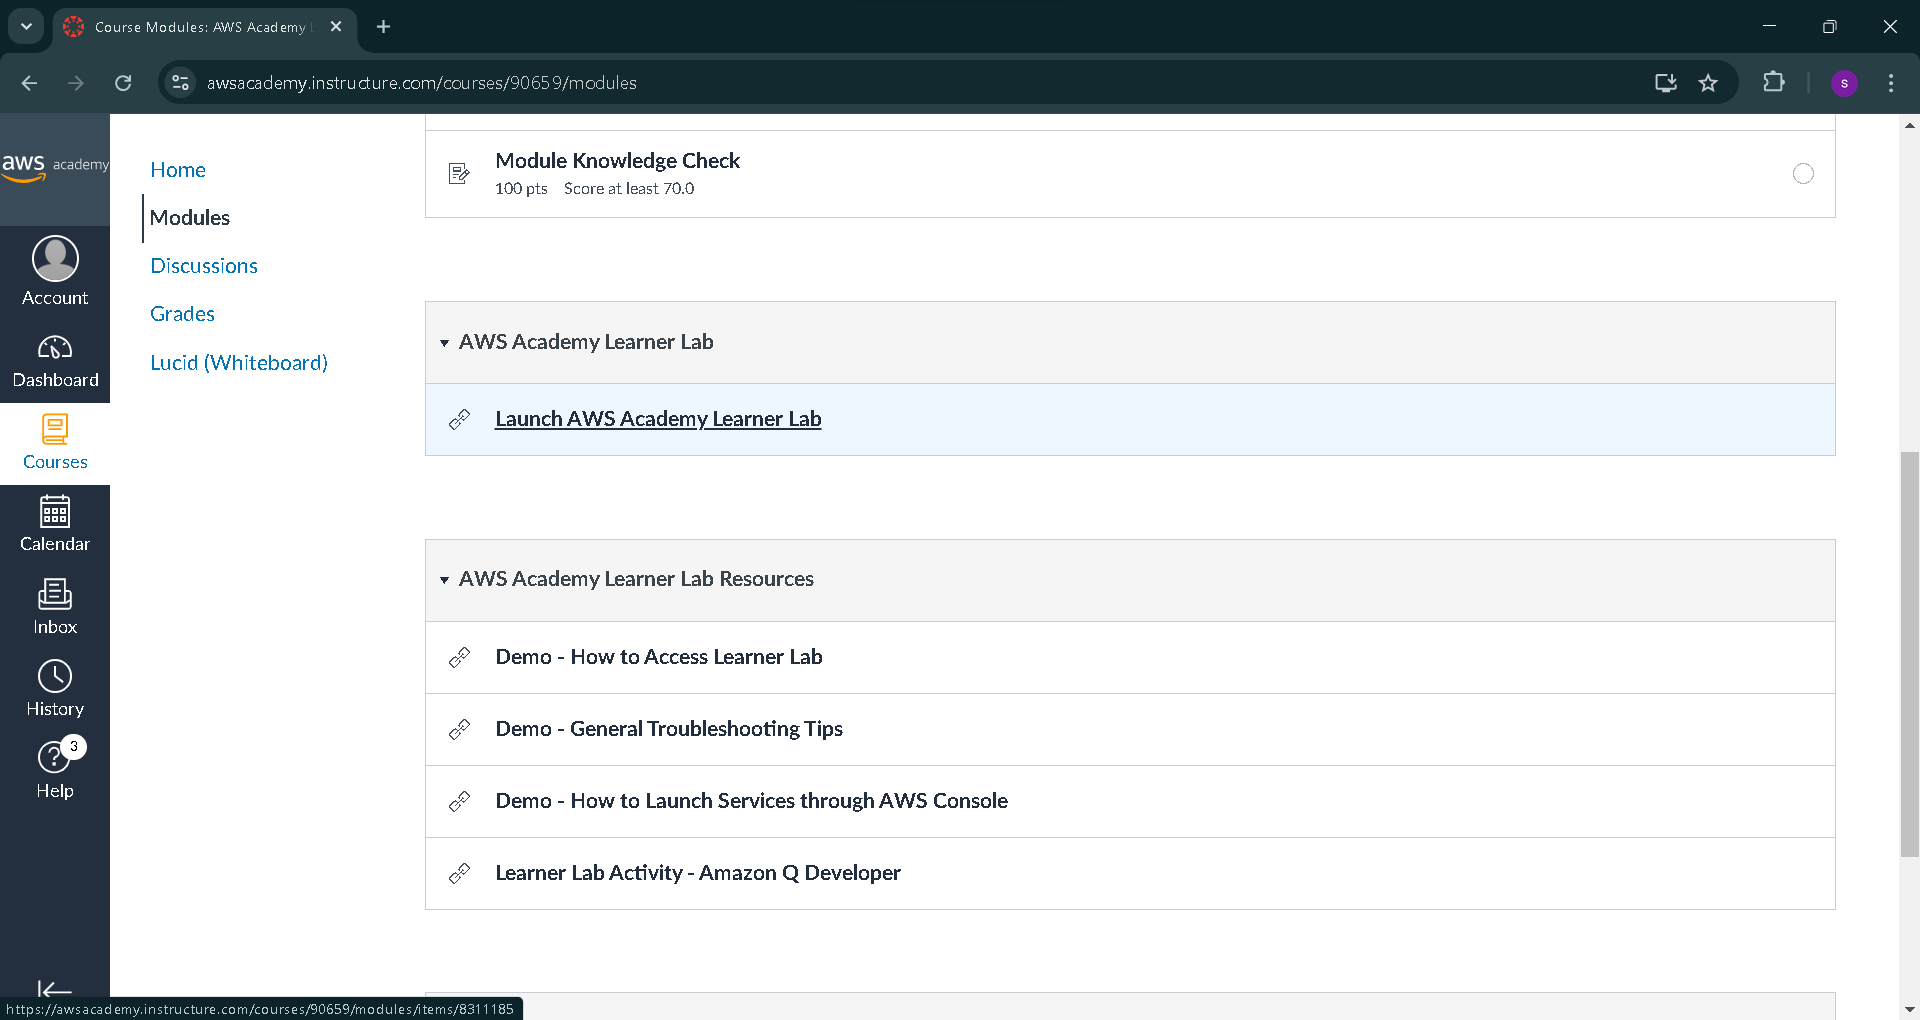 Course Modules: AWS Academy
awsacademy.instructure.com/courses/90659/modules
s
aws academy
Account
Dashboard
Courses
Calendar
Inbox
History
3
Help
Home
Modules
Discussions
Grades
Lucid (Whiteboard)
Module Knowledge Check
100 pts Score at least 70.0
AWS Academy Learner Lab
Launch AWS Academy Learner Lab
AWS Academy Learner Lab Resources
Demo - How to Access Learner Lab
Demo - General Troubleshooting Tips
Demo - How to Launch Services through AWS Console
Learner Lab Activity - Amazon Q Developer
https://awsacademy.instructure.com/courses/90659/modules/items/8311185